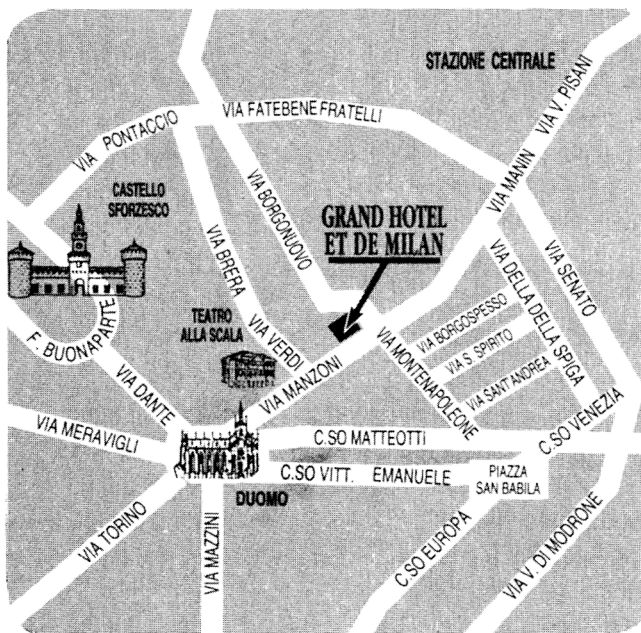 STAZIONE CENTRALE
VIA V. PISANI
VIA FATEBENEFRATELLI
VIA PONTACCIO
VIA MANIN
CASTELLO
SFORZESCO
VIA BORGONUOVO
GRAND HOTEL
ET DE MILAN
VIA BRERA
VIA SENATO
VIA DELLA DELLA SPIGA
TEATRO
ALLA SCALA
VIA BORGOSPESSO
F. BUONAPARTE
VIA VERDI
VIA S. SPIRITO
VIA MONTENAPOLEONE
VIA SANT ANDREA
VIA MANZONI
VIA DANTE
VIA MERAVIGLI
C.SO MATTEOTTI
C.SO VENEZIA
C.SO VITT. EMANUELE
PIAZZA
SAN BABILA
DUOMO
VIA TORINO
VIA MAZZINI
C.SO EUROPA
VIA V. DI MODRONE